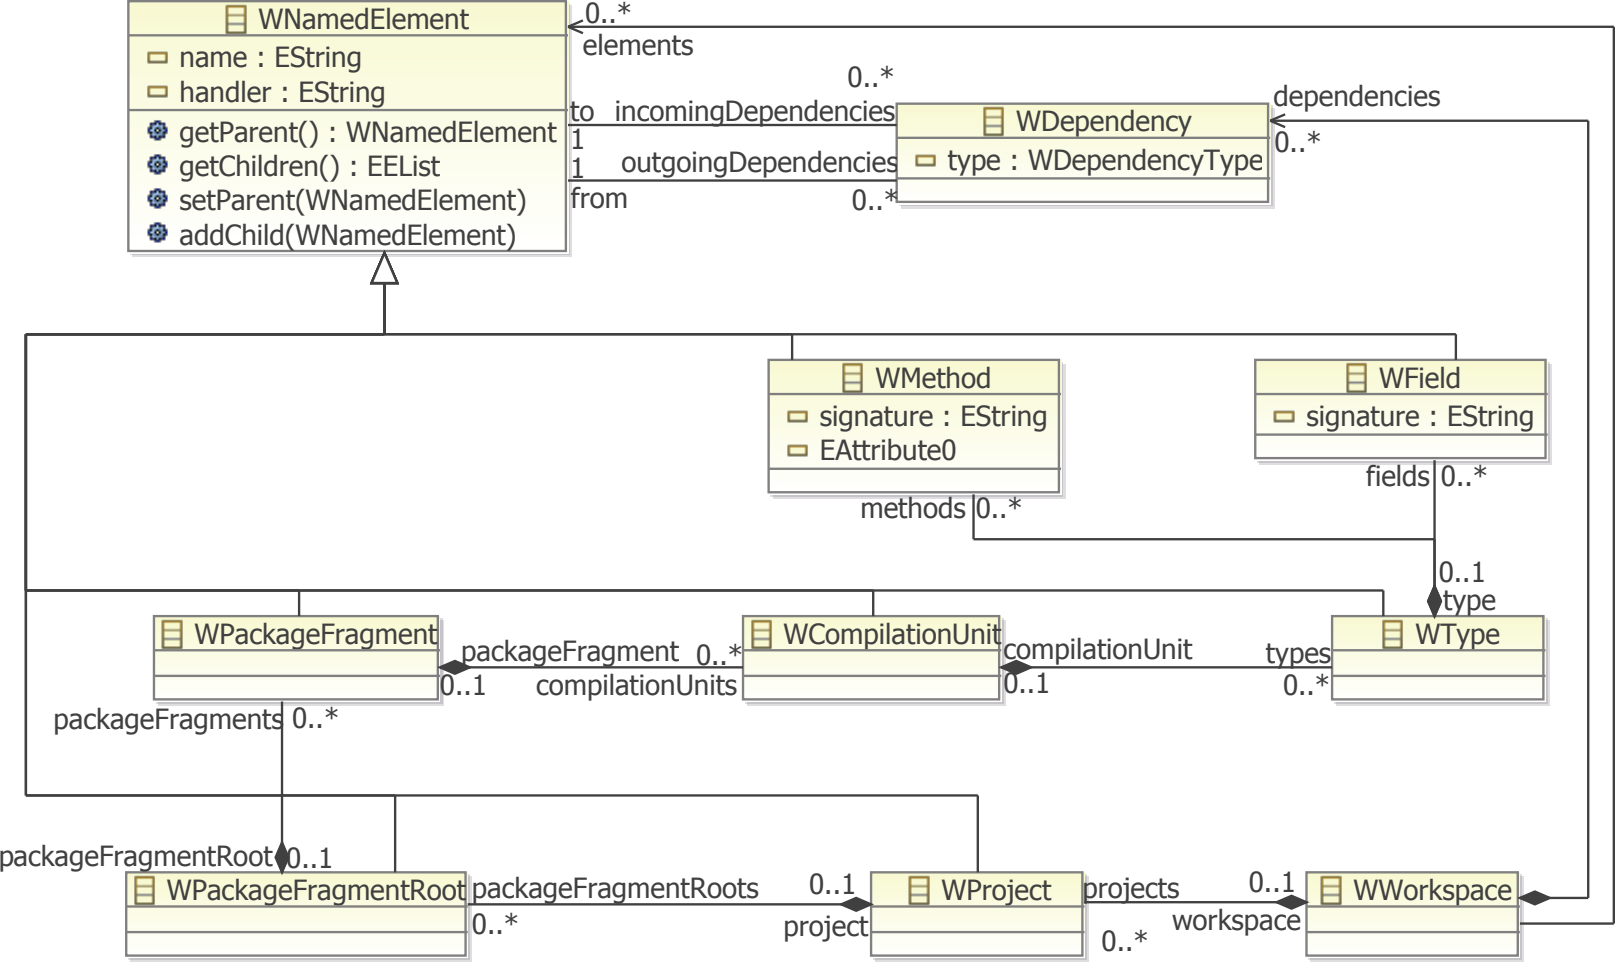 WNamedElement
name : EString
handler : EString
getParent() : WNamedElement
getChildren() : EEList
setParent(WNamedElement)
addChild(WNamedElement)
0..*
elements
to
1
incomingDependencies
0..*
1
from
outgoingDependencies
0..*
WDependency
type : WDependencyType
dependencies
0..*
WMethod
signature : EString
EAttribute0
methods 0..*
WField
signature : EString
fields 0..*
0..1
type
WPackageFragment
packageFragment
0..1
0..*
compilationUnits
WCompilationUnit
compilationUnit
0..1
types
0..*
WType
packageFragments 0..*
packageFragmentRoot 0..1
WPackageFragmentRoot
packageFragmentRoots
0..*
0..1
project
WProject
projects
0..*
0..1
workspace
WWorkspace